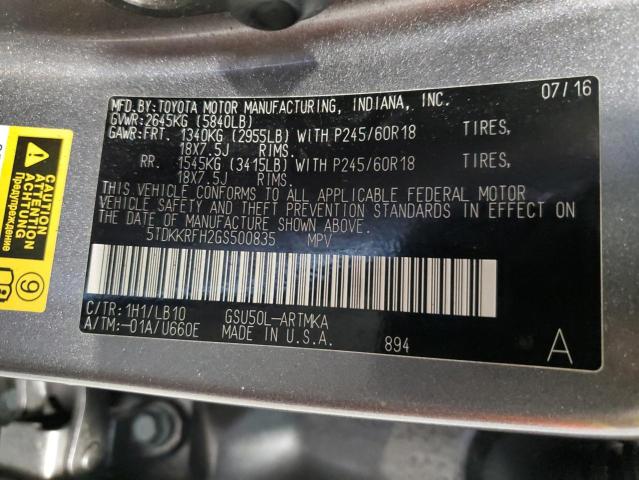 MFD.BY:TOYOTA MOTOR MANUFACTURING, INDIANA, INC. 07/16
GVWR:2645KG (5840LB)
GAWR:FRT. 1340KG (2955LB) WITH P245/60R18 TIRES,
18X7.5J RIMS.
RR. 1545KG (3415LB) WITH P245/60R18 TIRES,
18X7.5J RIMS.
THIS VEHICLE CONFORMS TO ALL APPLICABLE FEDERAL MOTOR
VEHICLE SAFETY AND THEFT PREVENTION STANDARDS IN EFFECT ON
THE DATE OF MANUFACTURE SHOWN ABOVE.
5TDKKRFH2GS500835 MPV
C/TR: 1H1/LB10 GSU50L-ARTMKA
A/TM:-01A/U660E MADE IN U.S.A. 894 A
CAUTION
ATTENTION
Предупреждение
9